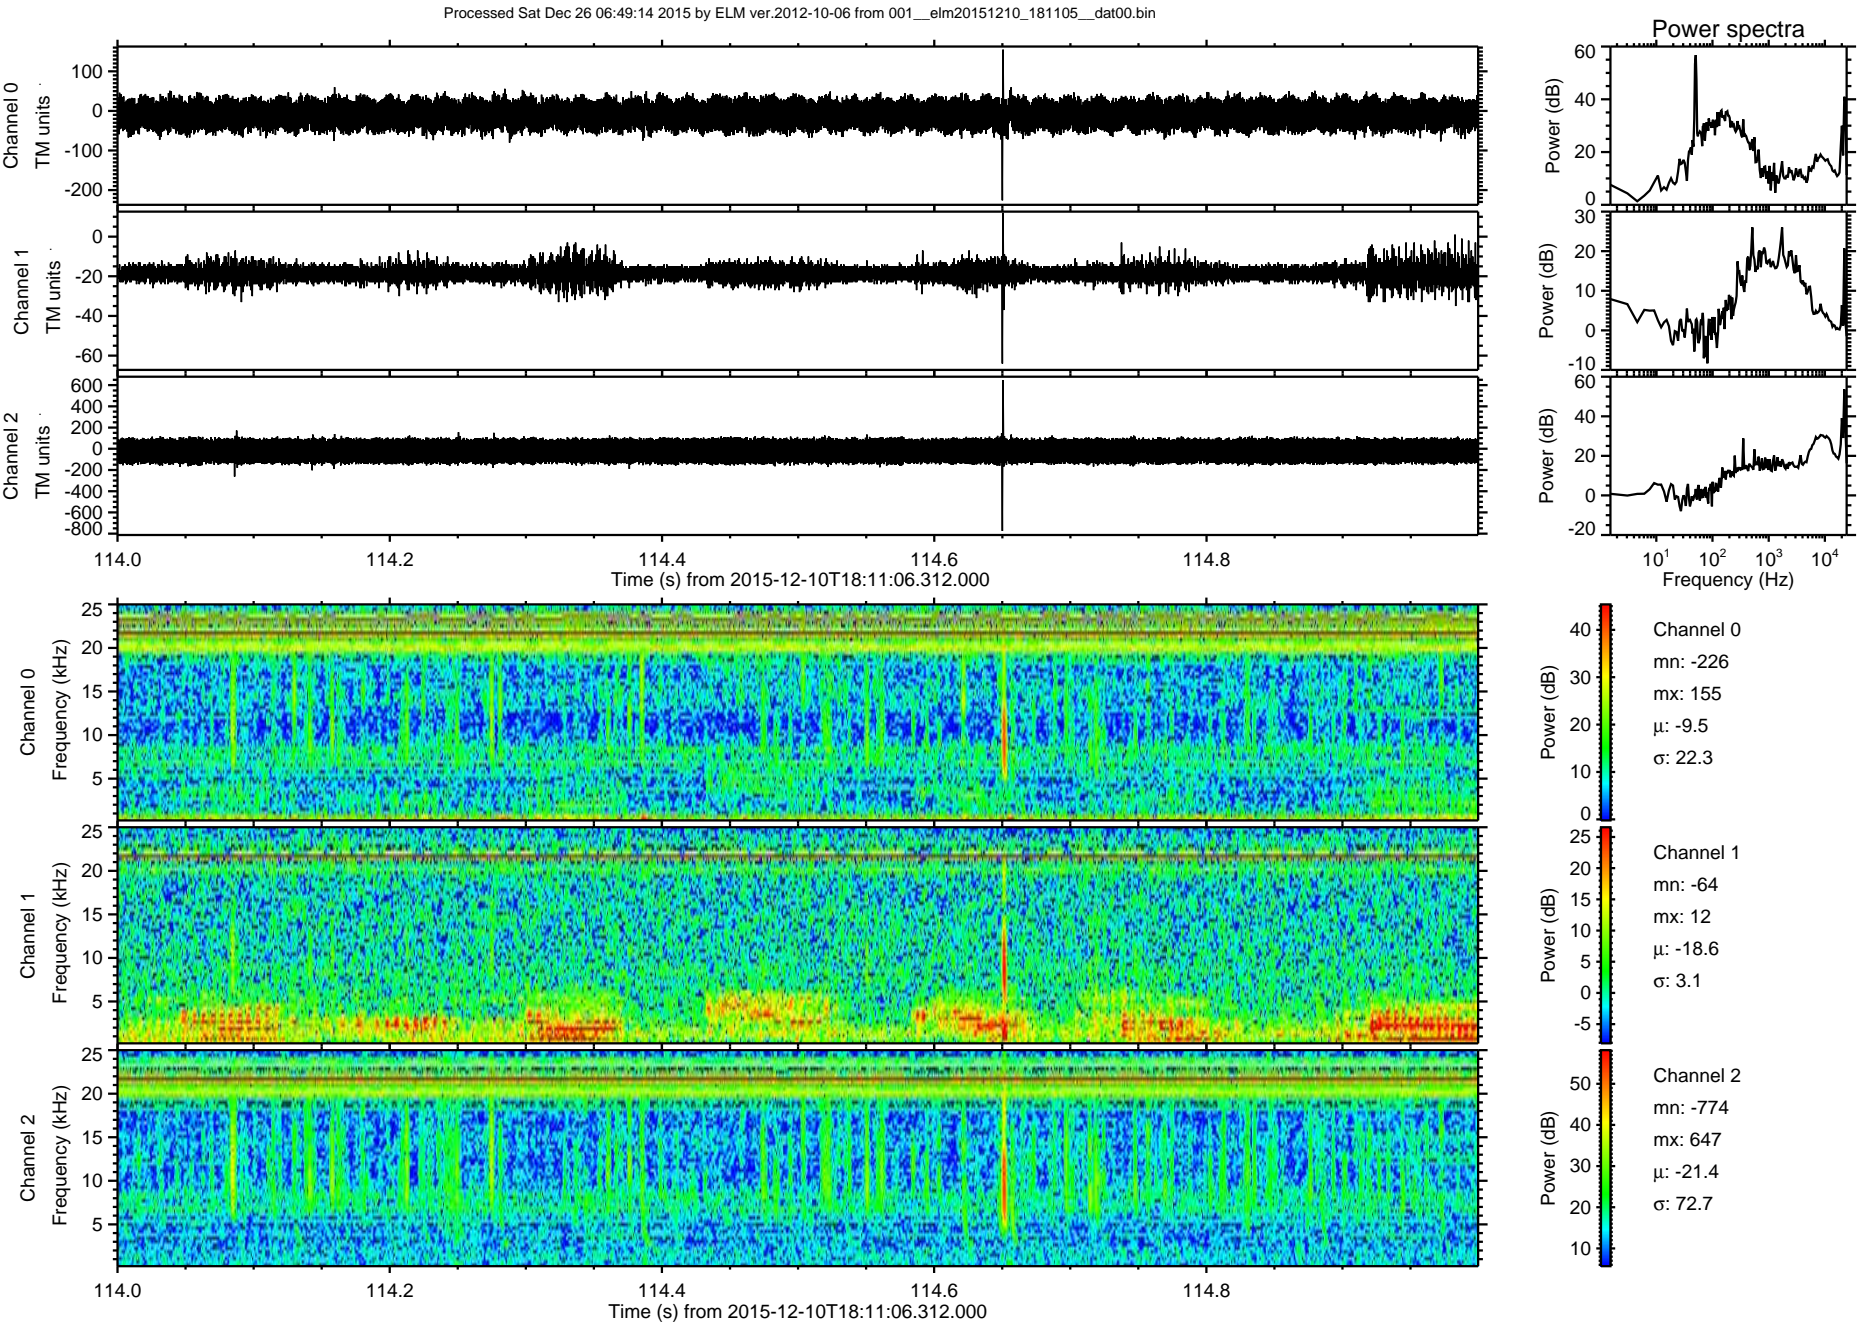 Processed Sat Dec 26 06:49:14 2015 by ELM ver.2012-10-06 from 001__elm20151210_181105__dat00.bin
Power spectra
Channel 0
TM units
100
0
-100
-200
Power (dB)
60
40
20
0
Channel 1
TM units
0
-20
-40
-60
Power (dB)
30
20
10
0
-10
Channel 2
TM units
600
400
200
0
-200
-400
-600
-800
Power (dB)
60
40
20
0
-20
114.0 114.2 114.4 114.6 114.8
Time (s) from 2015-12-10T18:11:06.312.000
10¹ 10² 10³ 10⁴
Frequency (Hz)
Channel 0
Frequency (kHz)
25
20
15
10
5
Power (dB)
40
30
20
10
0
Channel 0
mn: -226
mx: 155
μ: -9.5
σ: 22.3
Channel 1
Frequency (kHz)
25
20
15
10
5
Power (dB)
25
20
15
10
5
0
-5
Channel 1
mn: -64
mx: 12
μ: -18.6
σ: 3.1
Channel 2
Frequency (kHz)
25
20
15
10
5
Power (dB)
50
40
30
20
10
Channel 2
mn: -774
mx: 647
μ: -21.4
σ: 72.7
114.0 114.2 114.4 114.6 114.8
Time (s) from 2015-12-10T18:11:06.312.000